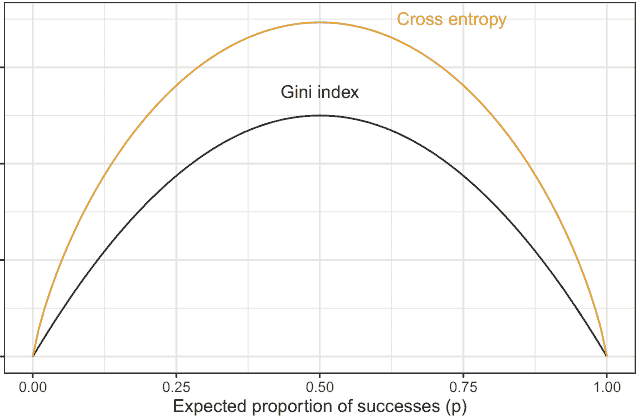 Cross entropy
Gini index
0.00 0.25 0.50 0.75 1.00
Expected proportion of successes (p)